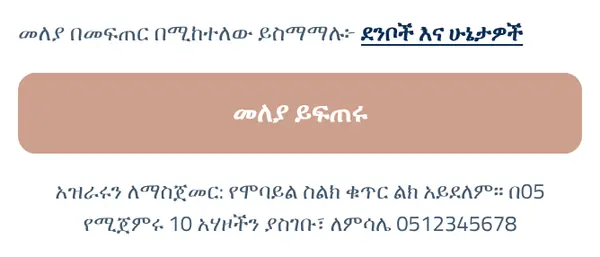 መለያ በመፍጠር በሚከተለው ይስማማሉ፦ ደንቦች እና ሁኔታዎች
መለያ ይፍጠሩ
አዝራሩን ለማስጀመር: የሞባይል ስልክ ቁጥር ልክ አይደለም። በ05
የሚጀምሩ 10 አሃዞችን ያስገቡ፣ ለምሳሌ 0512345678